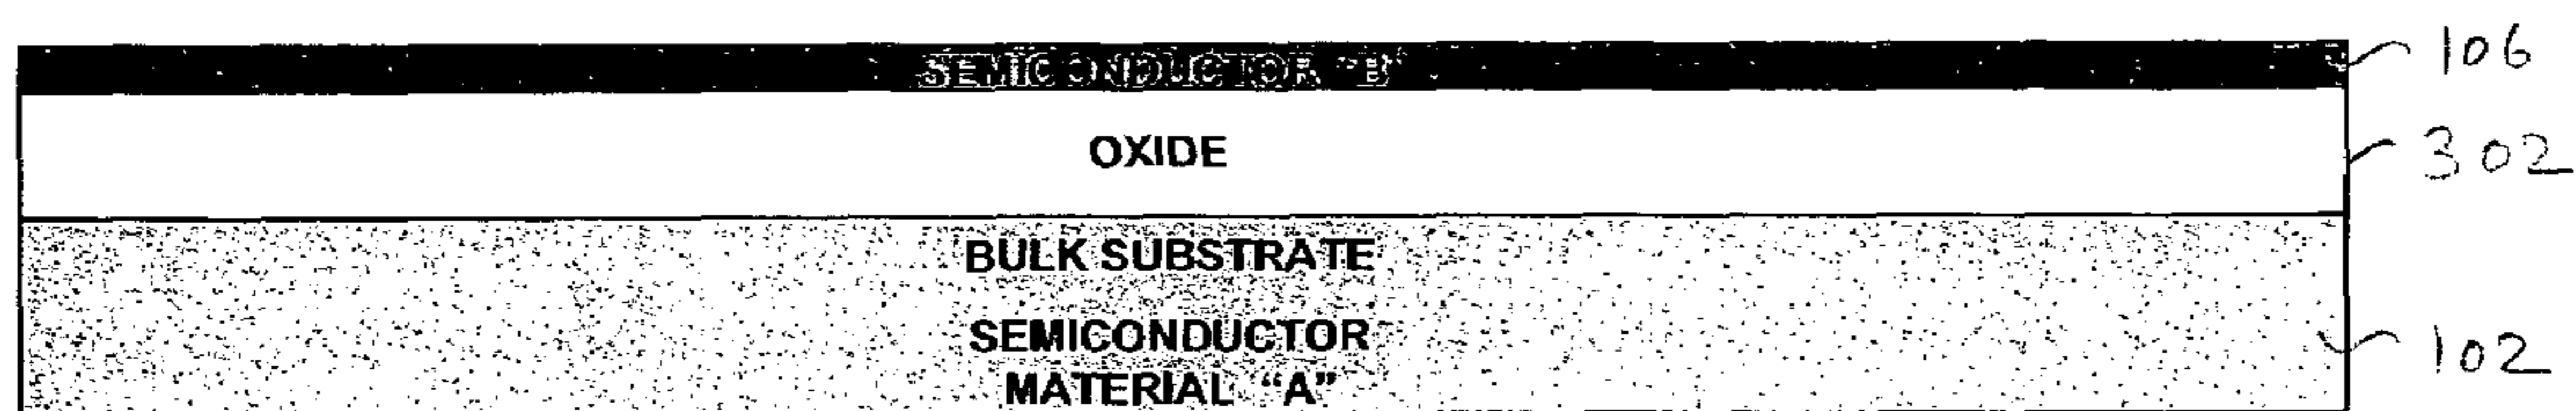 SEMICONDUCTOR "B"
106
OXIDE
302
BULK SUBSTRATE
SEMICONDUCTOR
102
MATERIAL "A"